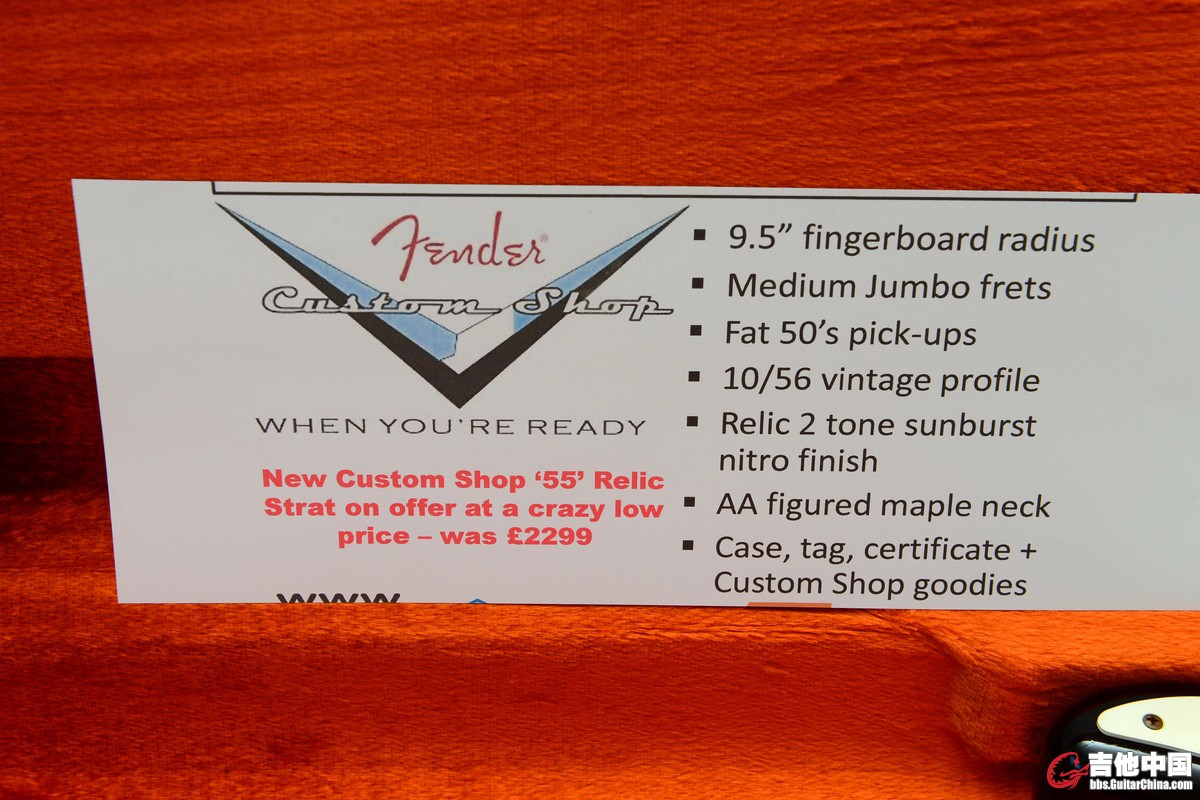 Fender®
Custom Shop
WHEN YOU'RE READY
New Custom Shop ‘55’ Relic
Strat on offer at a crazy low
price – was £2299
www
▪ 9.5” fingerboard radius
▪ Medium Jumbo frets
▪ Fat 50’s pick-ups
▪ 10/56 vintage profile
▪ Relic 2 tone sunburst
nitro finish
▪ AA figured maple neck
▪ Case, tag, certificate +
Custom Shop goodies
吉他中国
bbs.GuitarChina.com